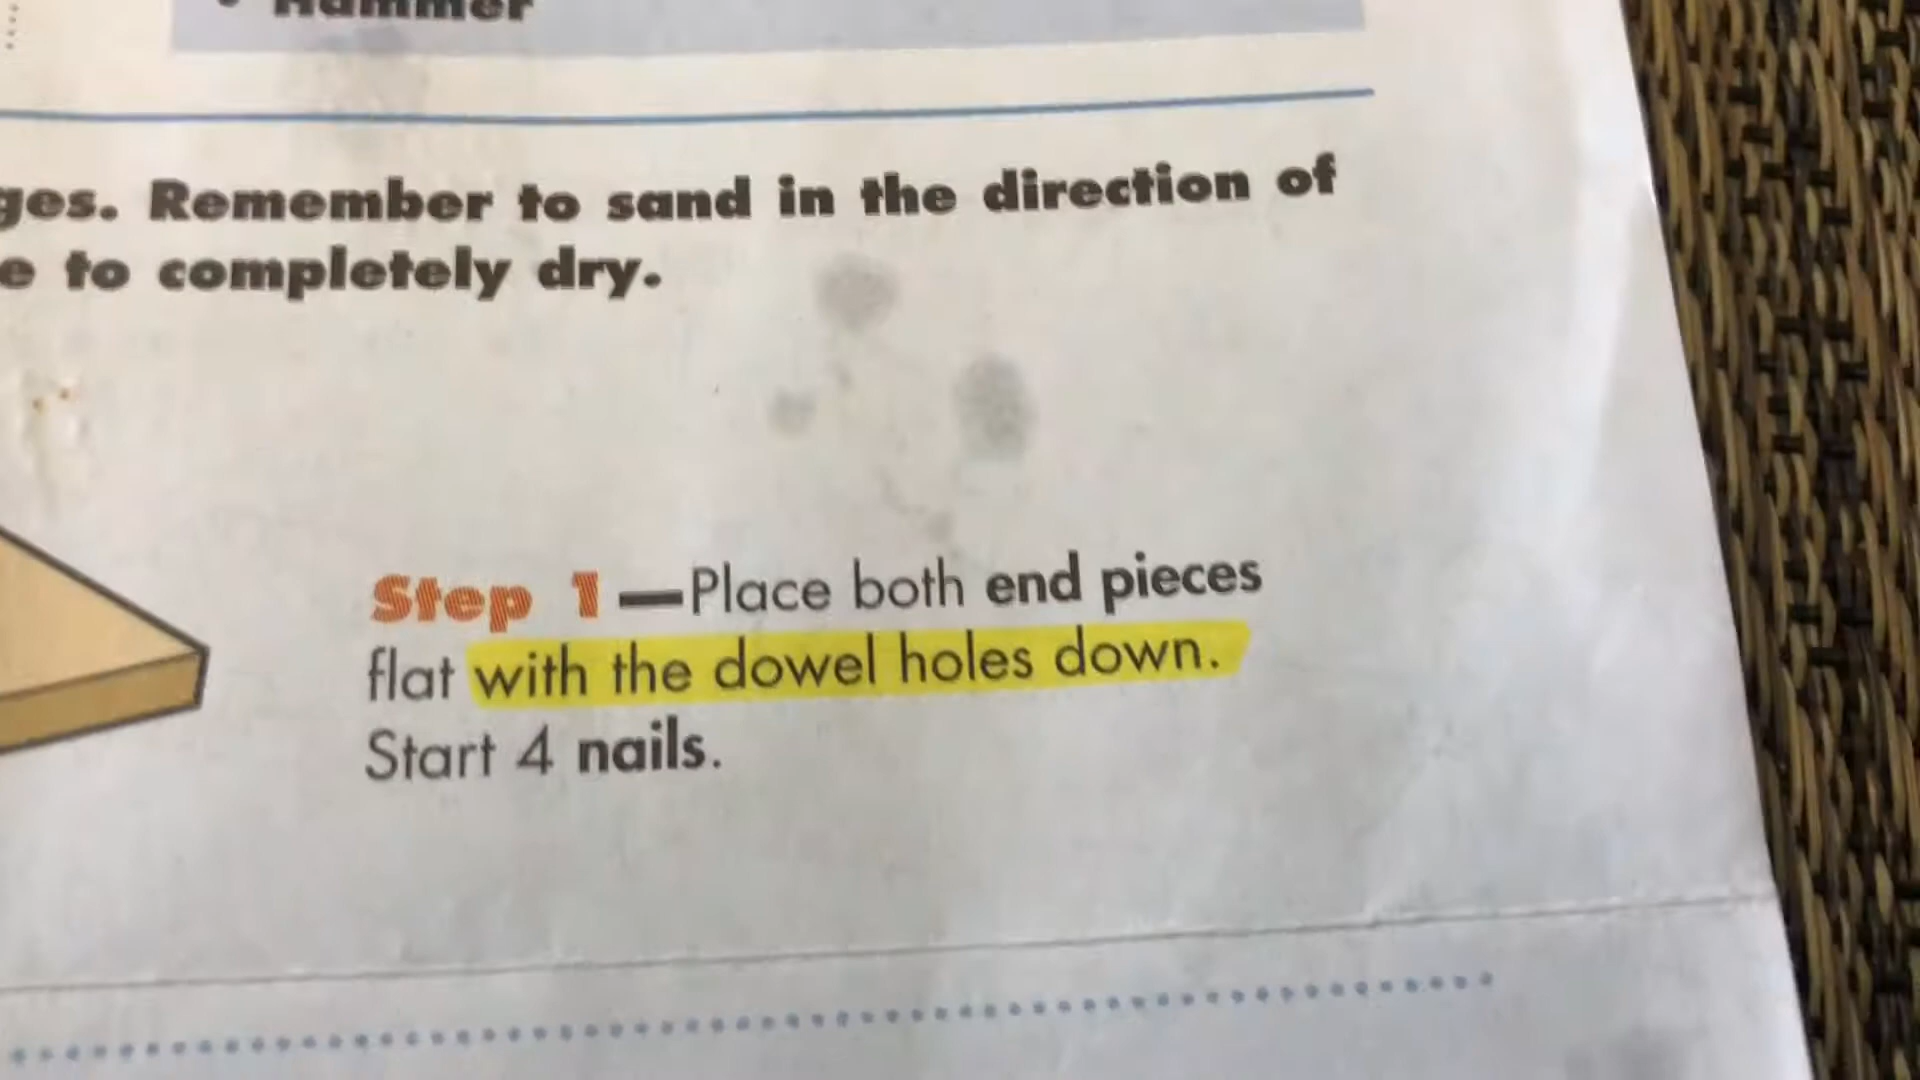 • Hammer
ges. Remember to sand in the direction of
e to completely dry.
Step 1—Place both end pieces
flat with the dowel holes down.
Start 4 nails.